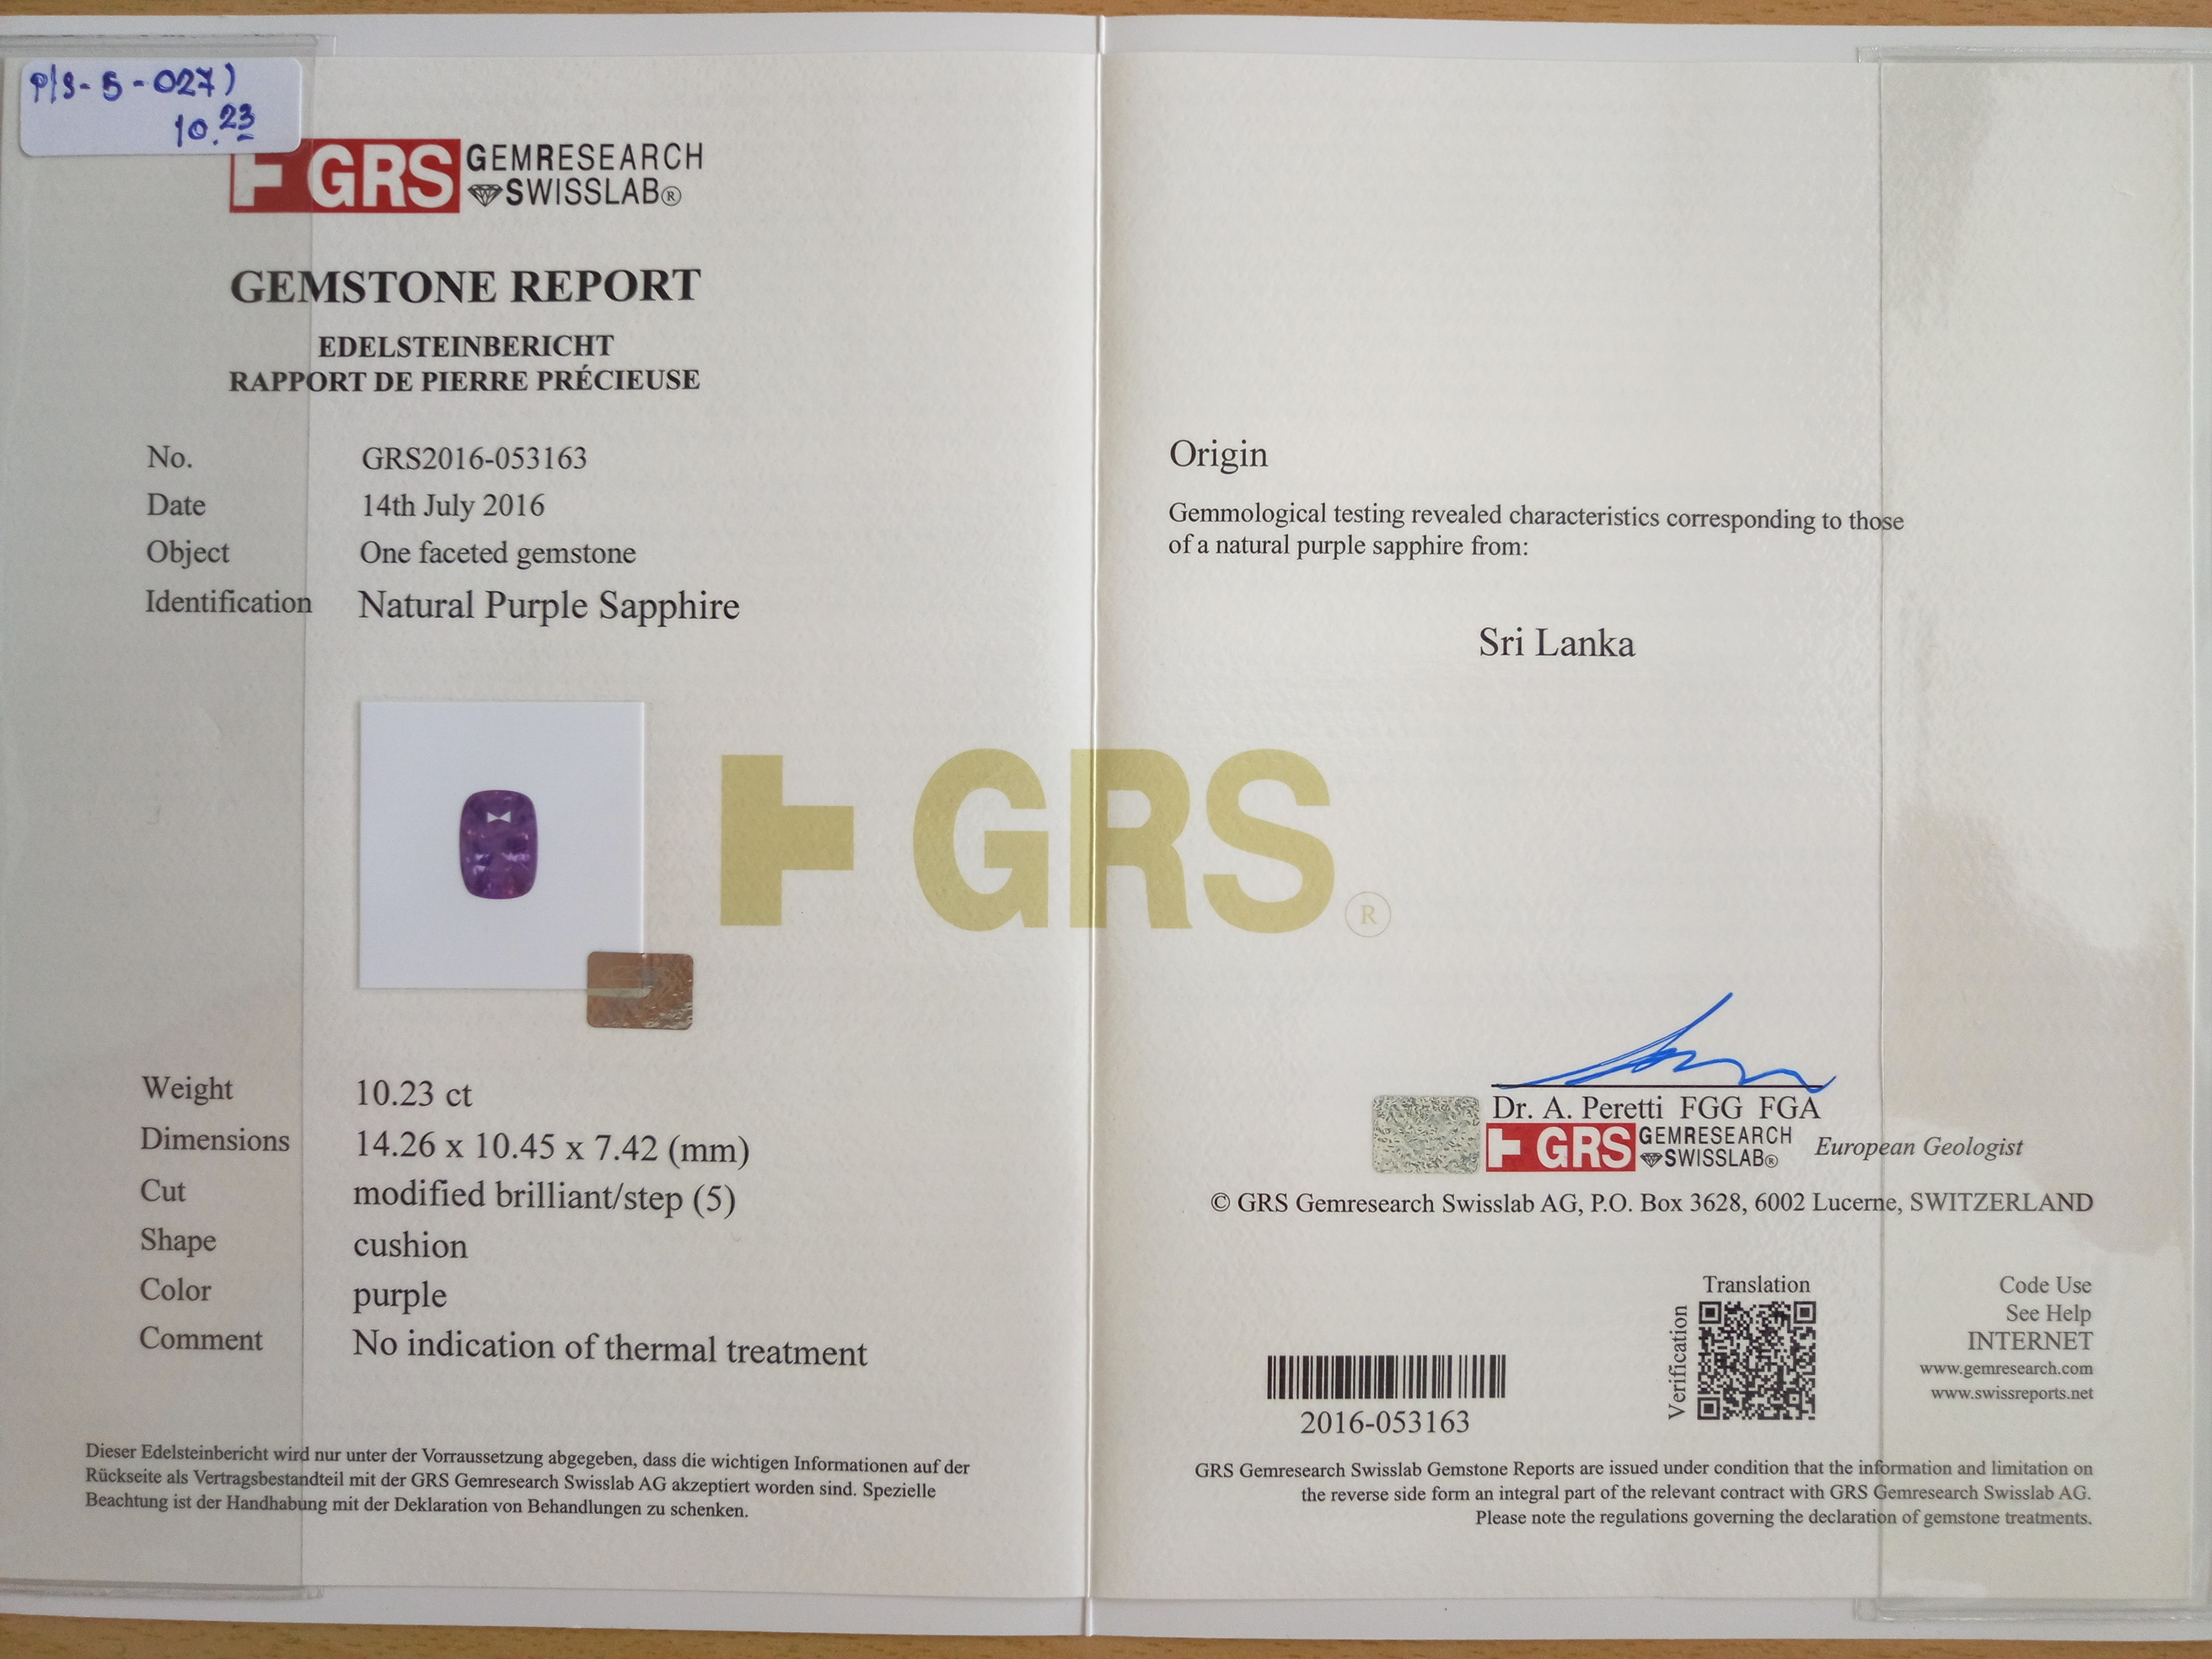 P/S-5-027)
10.23
GRS GEMRESEARCH
SWISSLAB®
GEMSTONE REPORT
EDELSTEINBERICHT
RAPPORT DE PIERRE PRÉCIEUSE
No. GRS2016-053163
Date 14th July 2016
Object One faceted gemstone
Identification Natural Purple Sapphire
Weight 10.23 ct
Dimensions 14.26 x 10.45 x 7.42 (mm)
Cut modified brilliant/step (5)
Shape cushion
Color purple
Comment No indication of thermal treatment
Dieser Edelsteinbericht wird nur unter der Vorraussetzung abgegeben, dass die wichtigen Informationen auf der
Rückseite als Vertragsbestandteil mit der GRS Gemresearch Swisslab AG akzeptiert worden sind. Spezielle
Beachtung ist der Handhabung mit der Deklaration von Behandlungen zu schenken.
GRS ®
Origin
Gemmological testing revealed characteristics corresponding to those
of a natural purple sapphire from:
Sri Lanka
Dr. A. Peretti FGG FGA
GRS GEMRESEARCH
SWISSLAB®
European Geologist
© GRS Gemresearch Swisslab AG, P.O. Box 3628, 6002 Lucerne, SWITZERLAND
2016-053163
Translation
Verification
Code Use
See Help
INTERNET
www.gemresearch.com
www.swissreports.net
GRS Gemresearch Swisslab Gemstone Reports are issued under condition that the information and limitation on
the reverse side form an integral part of the relevant contract with GRS Gemresearch Swisslab AG.
Please note the regulations governing the declaration of gemstone treatments.